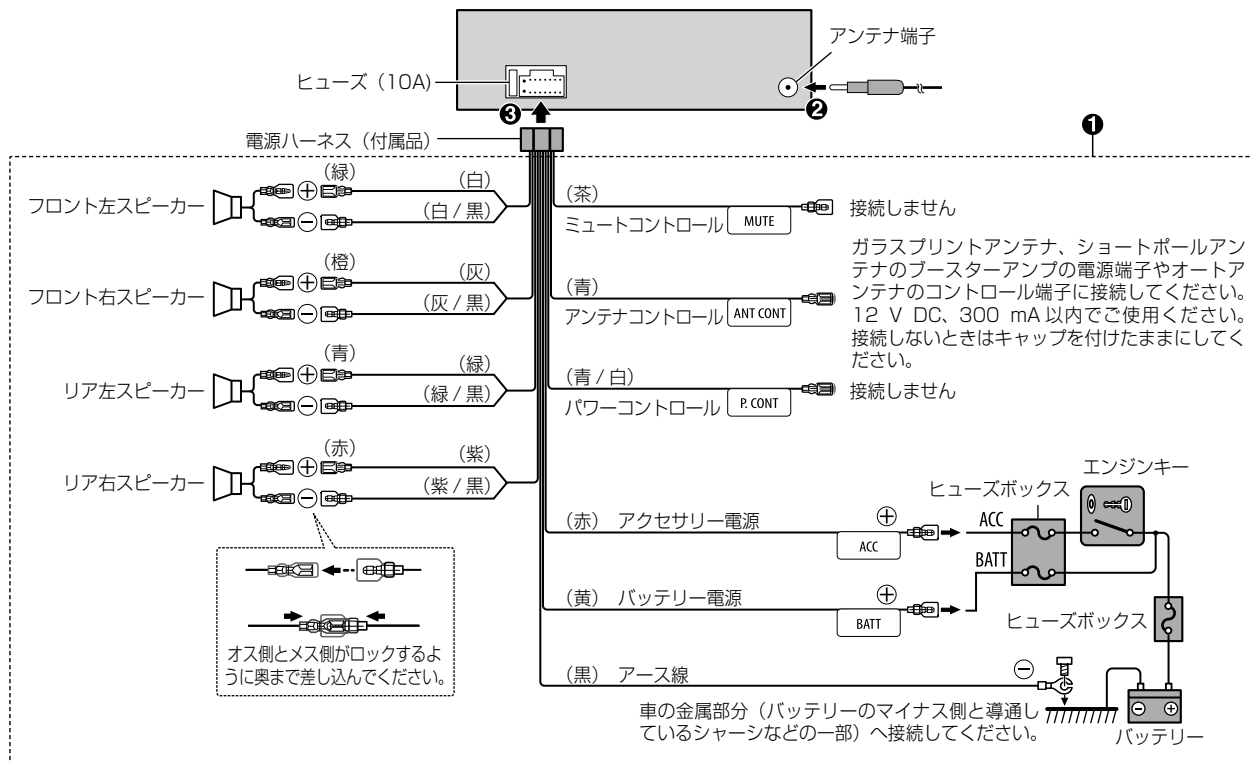 アンテナ端子
ヒューズ（10A）
❸
❷
電源ハーネス（付属品）
❶
フロント左スピーカー
（緑）
（白）
（白 / 黒）
フロント右スピーカー
（橙）
（灰）
（灰 / 黒）
リア左スピーカー
（青）
（緑）
（緑 / 黒）
リア右スピーカー
（赤）
（紫）
（紫 / 黒）
オス側とメス側がロックするよ
うに奥まで差し込んでください。
（茶）
ミュートコントロール
MUTE
接続しません
（青）
アンテナコントロール
ANT CONT
ガラスプリントアンテナ、ショートポールアン
テナのブースターアンプの電源端子やオートア
ンテナのコントロール端子に接続してください。
12 V DC、300 mA 以内でご使用ください。
接続しないときはキャップを付けたままにしてく
ださい。
（青 / 白）
パワーコントロール
P. CONT
接続しません
エンジンキー
ヒューズボックス
（赤） アクセサリー電源
⊕
ACC
ACC
BATT
（黄） バッテリー電源
⊕
BATT
ヒューズボックス
（黒） アース線
⊖
車の金属部分（バッテリーのマイナス側と導通し
ているシャーシなどの一部）へ接続してください。
⊖ ⊕
バッテリー